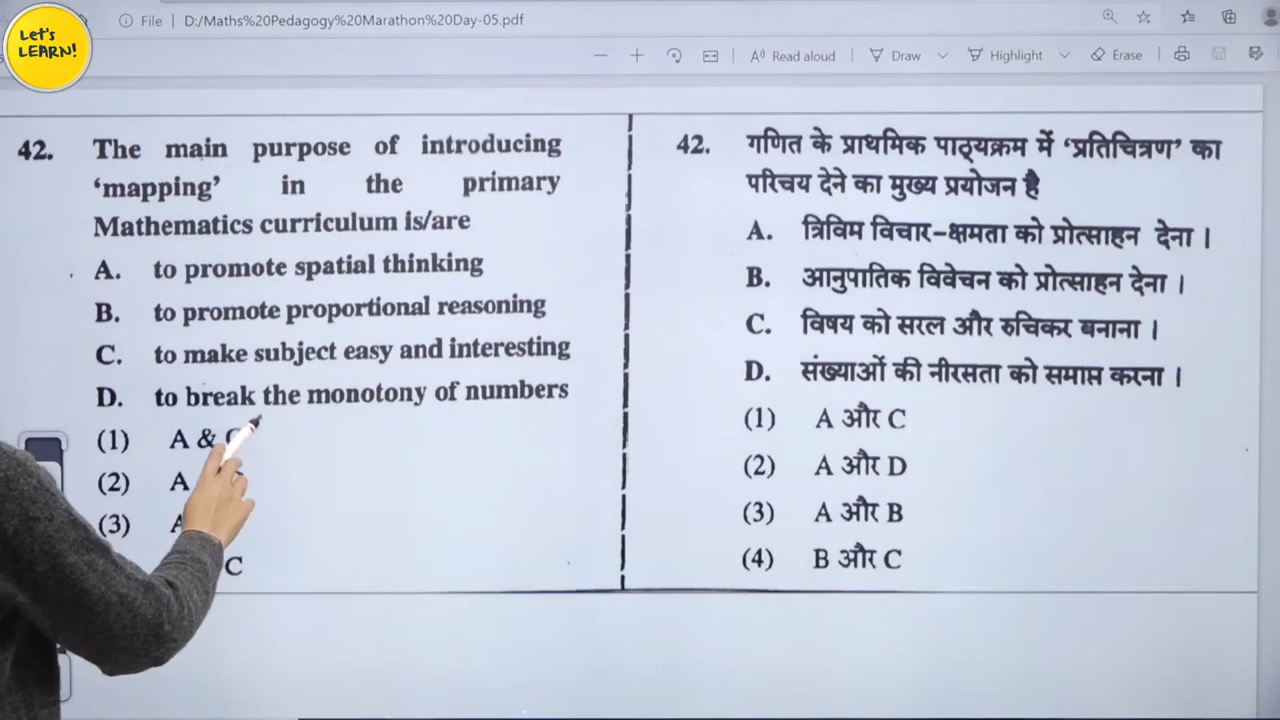 Let's
LEARN!
File | D:/Maths%20Pedagogy%20Marathon%20Day-05.pdf
Read aloud
Draw
Highlight
Erase
42. The main purpose of introducing
‘mapping’ in the primary
Mathematics curriculum is/are
A. to promote spatial thinking
B. to promote proportional reasoning
C. to make subject easy and interesting
D. to break the monotony of numbers
(1) A &
(2) A
(3)
C
42. गणित के प्राथमिक पाठ्यक्रम में ‘प्रतिचित्रण’ का
परिचय देने का मुख्य प्रयोजन है
A. त्रिविम विचार-क्षमता को प्रोत्साहन देना ।
B. आनुपातिक विवेचन को प्रोत्साहन देना ।
C. विषय को सरल और रुचिकर बनाना ।
D. संख्याओं की नीरसता को समाप्त करना ।
(1) A और C
(2) A और D
(3) A और B
(4) B और C